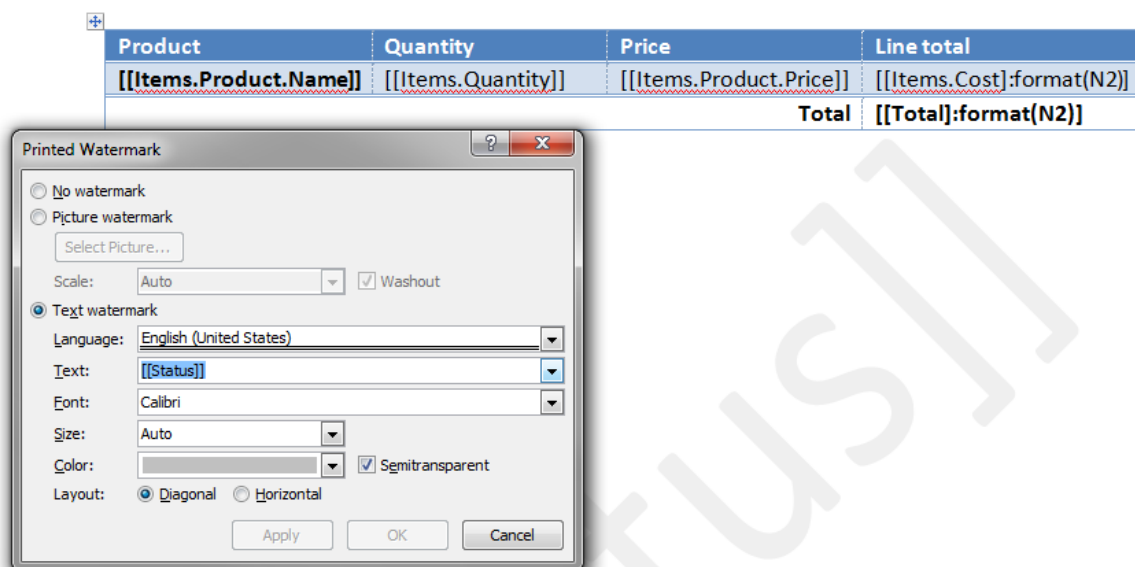 Product Quantity Price Line total
[[Items.Product.Name]] [[Items.Quantity]] [[Items.Product.Price]] [[Items.Cost]:format(N2)]
Total [[Total]:format(N2)]
Printed Watermark
No watermark
Picture watermark
Select Picture...
Scale: Auto Washout
Text watermark
Language: English (United States)
Text: [[Status]]
Font: Calibri
Size: Auto
Color: Semitransparent
Layout: Diagonal Horizontal
Apply OK Cancel
tus]]